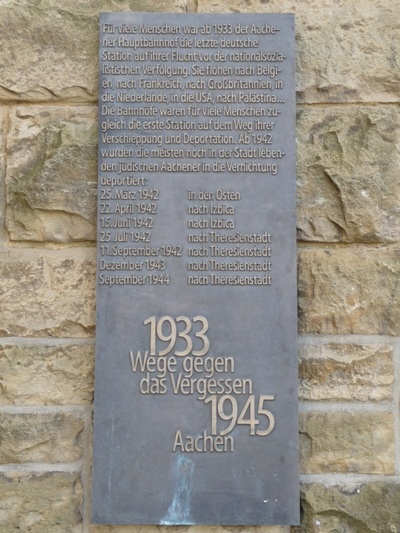 Für viele Menschen war ab 1933 der Aache-
ner Hauptbahnhof die letzte deutsche
Station auf ihrer Flucht vor der nationalsozia-
listischen Verfolgung. Sie flohen nach Belgi-
en, nach Frankreich, nach Großbritannien, in
die Niederlande, in die USA, nach Palästina...
Die Bahnhöfe waren für viele Menschen zu-
gleich die erste Station auf dem Weg ihrer
Verschleppung und Deportation. Ab 1942
wurden die meisten noch in der Stadt leben-
den jüdischen Aachener in die Vernichtung
deportiert:
25. März 1942 in den Osten
22. April 1942 nach Izbica
15. Juni 1942 nach Izbica
25. Juli 1942 nach Theresienstadt
11. September 1942 nach Theresienstadt
Dezember 1943 nach Theresienstadt
September 1944 nach Theresienstadt
1933
Wege gegen
das Vergessen
1945
Aachen